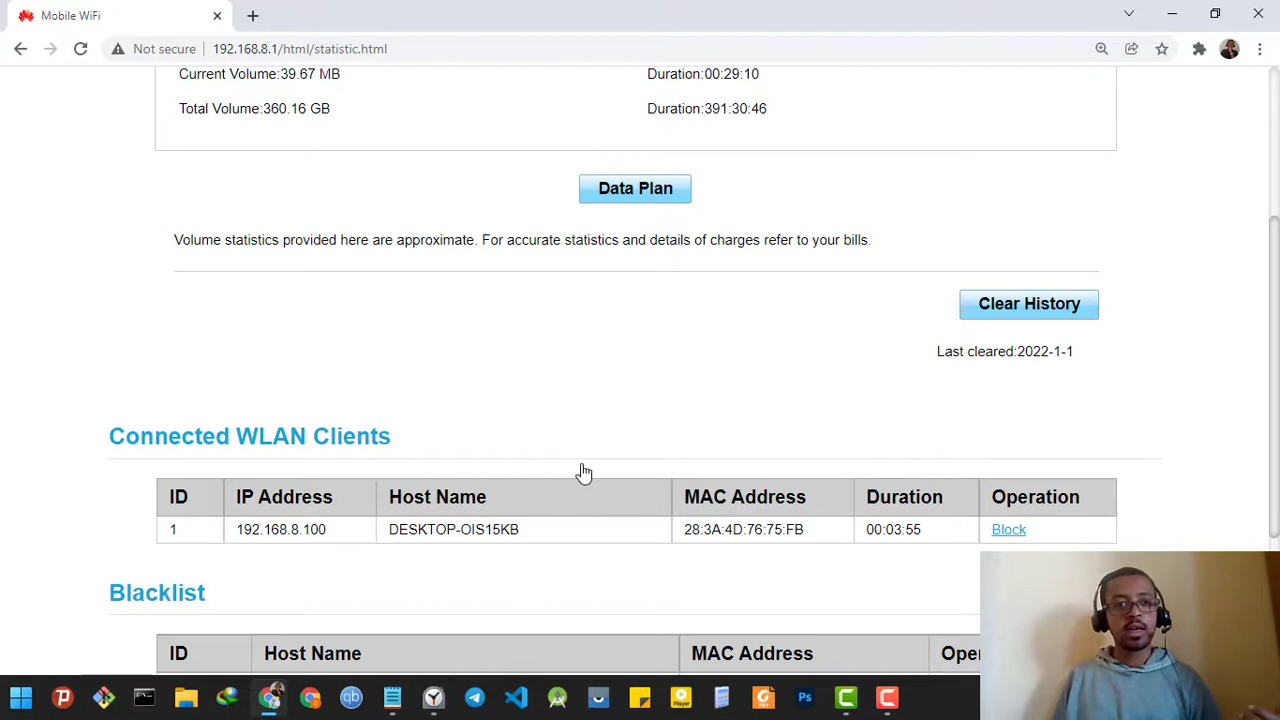 Mobile WiFi
Not secure 192.168.8.1/html/statistic.html
Current Volume:39.67 MB Duration:00:29:10
Total Volume:360.16 GB Duration:391:30:46
Data Plan
Volume statistics provided here are approximate. For accurate statistics and details of charges refer to your bills.
Clear History
Last cleared:2022-1-1
Connected WLAN Clients
ID IP Address Host Name MAC Address Duration Operation
1 192.168.8.100 DESKTOP-OIS15KB 28:3A:4D:76:75:FB 00:03:55 Block
Blacklist
ID Host Name MAC Address
Player
Ps